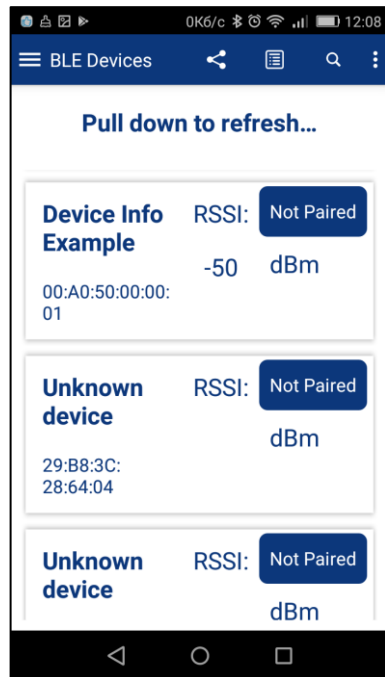 0K6/c 12:08
BLE Devices
Pull down to refresh...
Device Info RSSI: Not Paired
Example
-50 dBm
00:A0:50:00:00:
01
Unknown RSSI: Not Paired
device
dBm
29:B8:3C:
28:64:04
Unknown RSSI: Not Paired
device
dBm